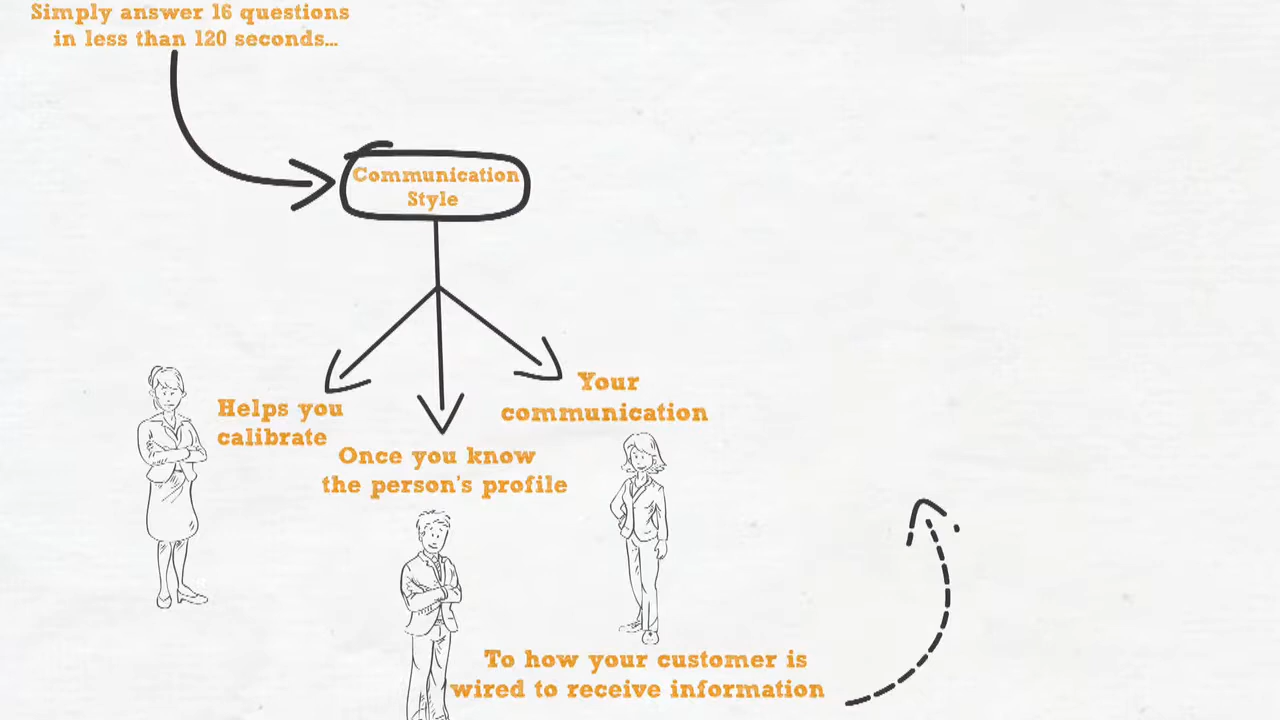 Simply answer 16 questions
in less than 120 seconds...
Communication
Style
Helps you
calibrate
Once you know
the person's profile
Your
communication
To how your customer is
wired to receive information